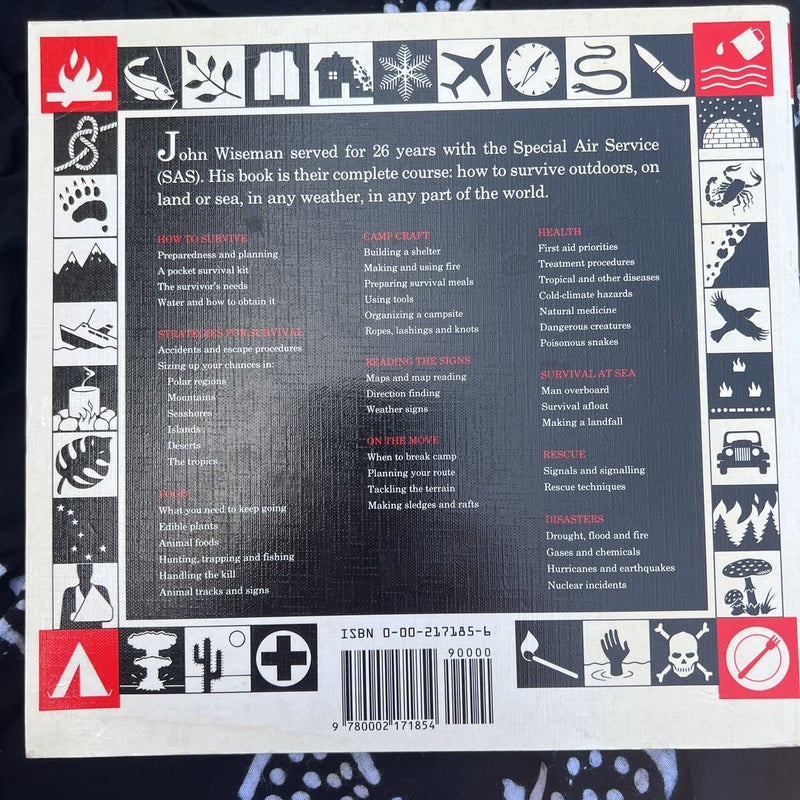 John Wiseman served for 26 years with the Special Air Service
(SAS). His book is their complete course: how to survive outdoors, on
land or sea, in any weather, in any part of the world.
HOW TO SURVIVE
Preparedness and planning
A pocket survival kit
The survivor's needs
Water and how to obtain it
STRATEGIES FOR SURVIVAL
Accidents and escape procedures
Sizing up your chances in:
Polar regions
Mountains
Seashores
Islands
Deserts
The tropics
FOOD
What you need to keep going
Edible plants
Animal foods
Hunting, trapping and fishing
Handling the kill
Animal tracks and signs
CAMP CRAFT
Building a shelter
Making and using fire
Preparing survival meals
Using tools
Organizing a campsite
Ropes, lashings and knots
READING THE SIGNS
Maps and map reading
Direction finding
Weather signs
ON THE MOVE
When to break camp
Planning your route
Tackling the terrain
Making sledges and rafts
HEALTH
First aid priorities
Treatment procedures
Tropical and other diseases
Cold-climate hazards
Natural medicine
Dangerous creatures
Poisonous snakes
SURVIVAL AT SEA
Man overboard
Survival afloat
Making a landfall
RESCUE
Signals and signalling
Rescue techniques
DISASTERS
Drought, flood and fire
Gases and chemicals
Hurricanes and earthquakes
Nuclear incidents
ISBN 0-00-217185-6
90000
9 780002 171854